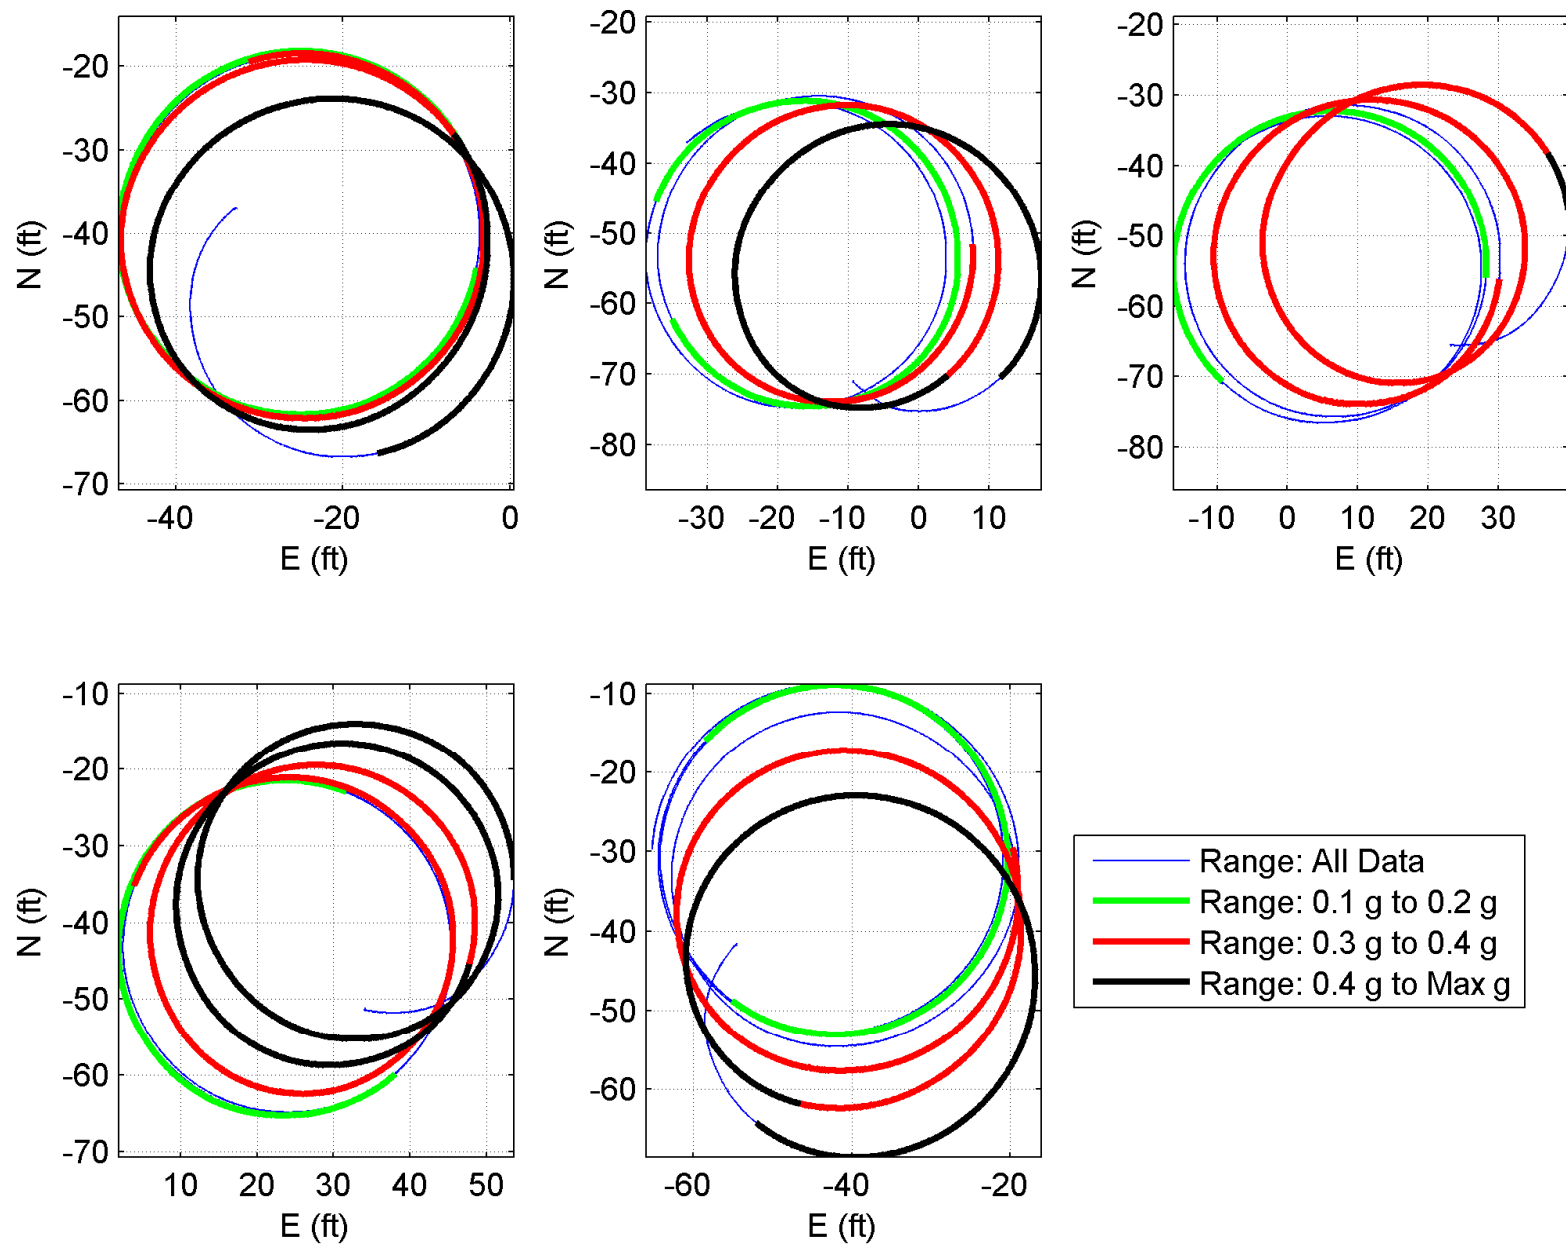 -20
-30
-40
-50
-60
-70
N (ft)
-40 -20 0
E (ft)
-20
-30
-40
-50
-60
-70
-80
N (ft)
-30 -20 -10 0 10
E (ft)
-20
-30
-40
-50
-60
-70
-80
N (ft)
-10 0 10 20 30
E (ft)
-10
-20
-30
-40
-50
-60
-70
N (ft)
10 20 30 40 50
E (ft)
-10
-20
-30
-40
-50
-60
N (ft)
-60 -40 -20
E (ft)
Range: All Data
Range: 0.1 g to 0.2 g
Range: 0.3 g to 0.4 g
Range: 0.4 g to Max g